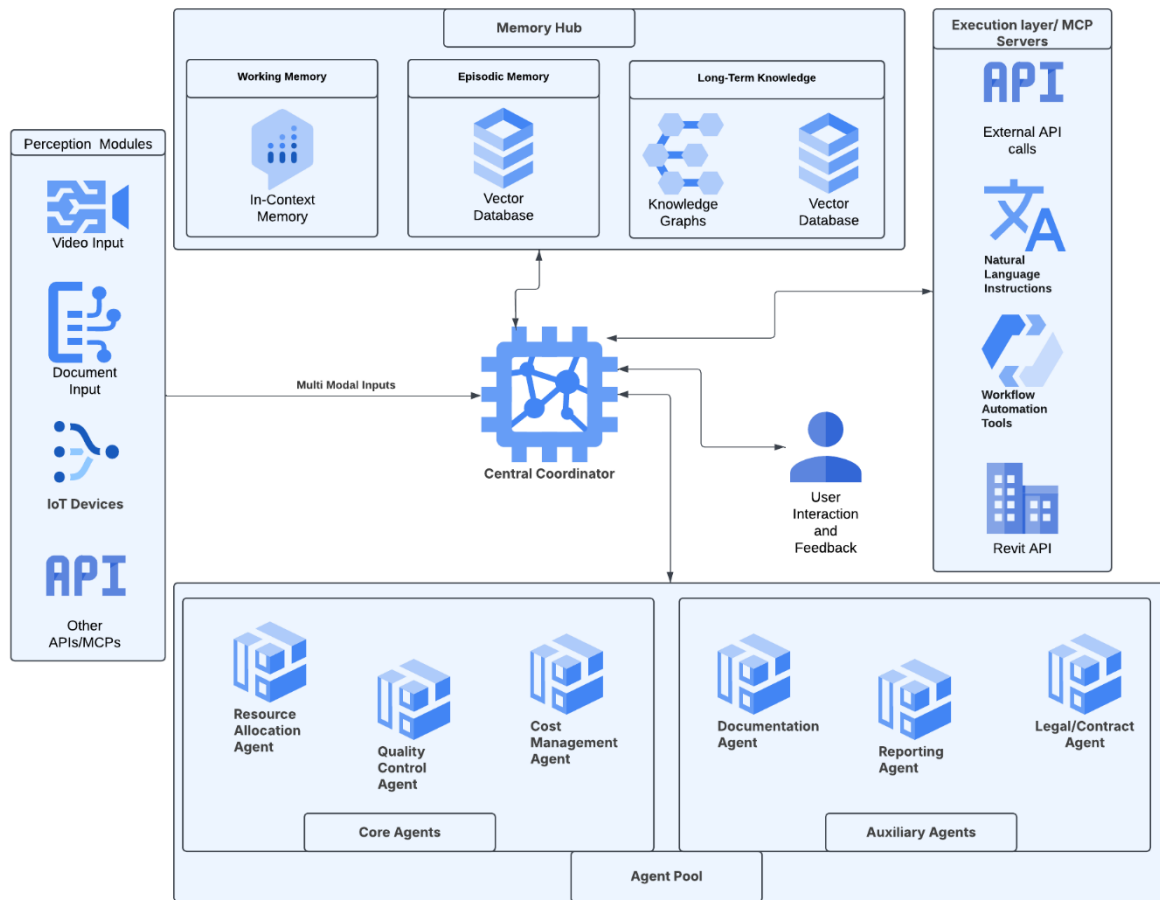 Memory Hub
Working Memory
In-Context
Memory
Episodic Memory
Vector
Database
Long-Term Knowledge
Knowledge
Graphs
Vector
Database
Execution layer/ MCP
Servers
API
External API
calls
文A
Natural
Language
Instructions
Workflow
Automation
Tools
Revit API
Perception Modules
Video Input
Document
Input
IoT Devices
API
Other
APIs/MCPs
Multi Modal Inputs
Central Coordinator
User
Interaction
and
Feedback
Resource
Allocation
Agent
Quality
Control
Agent
Cost
Management
Agent
Core Agents
Documentation
Agent
Reporting
Agent
Legal/Contract
Agent
Auxiliary Agents
Agent Pool